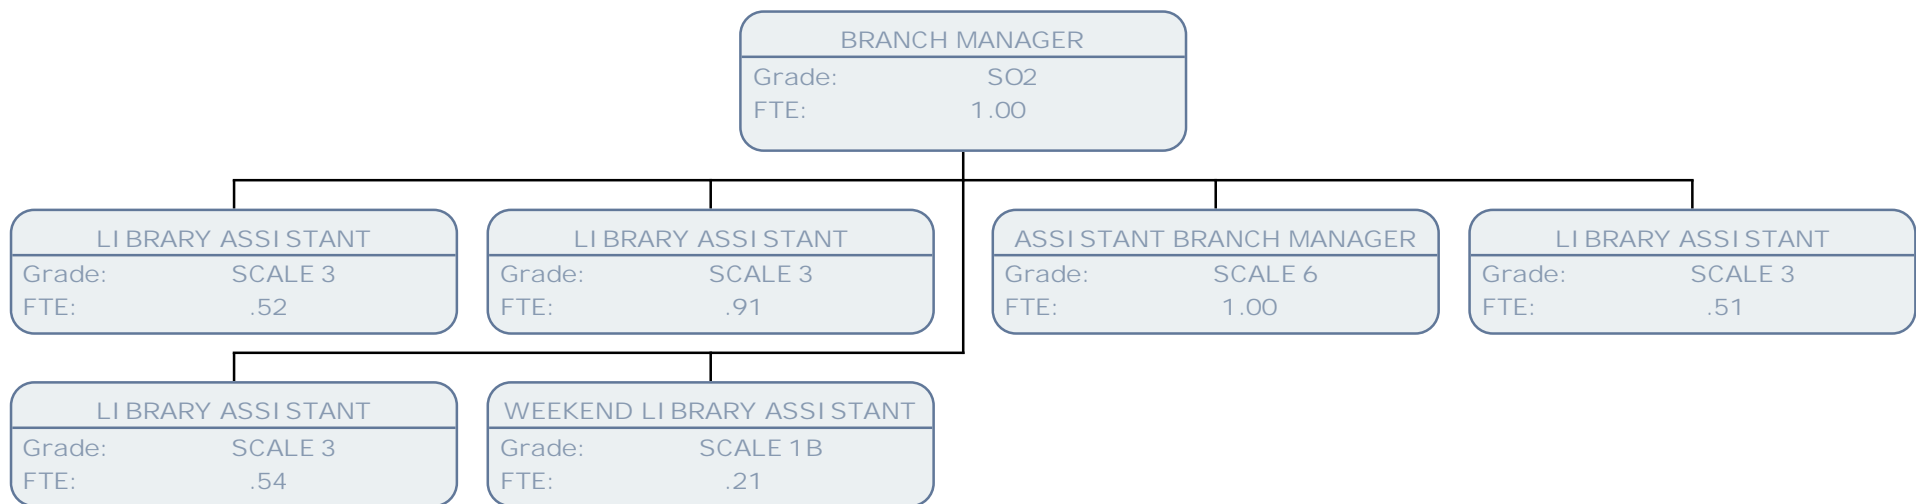 BRANCH MANAGER
Grade: SO2
FTE: 1.00
LIBRARY ASSISTANT
Grade: SCALE 3
FTE: .52
LIBRARY ASSISTANT
Grade: SCALE 3
FTE: .91
ASSISTANT BRANCH MANAGER
Grade: SCALE 6
FTE: 1.00
LIBRARY ASSISTANT
Grade: SCALE 3
FTE: .51
LIBRARY ASSISTANT
Grade: SCALE 3
FTE: .54
WEEKEND LIBRARY ASSISTANT
Grade: SCALE 1B
FTE: .21